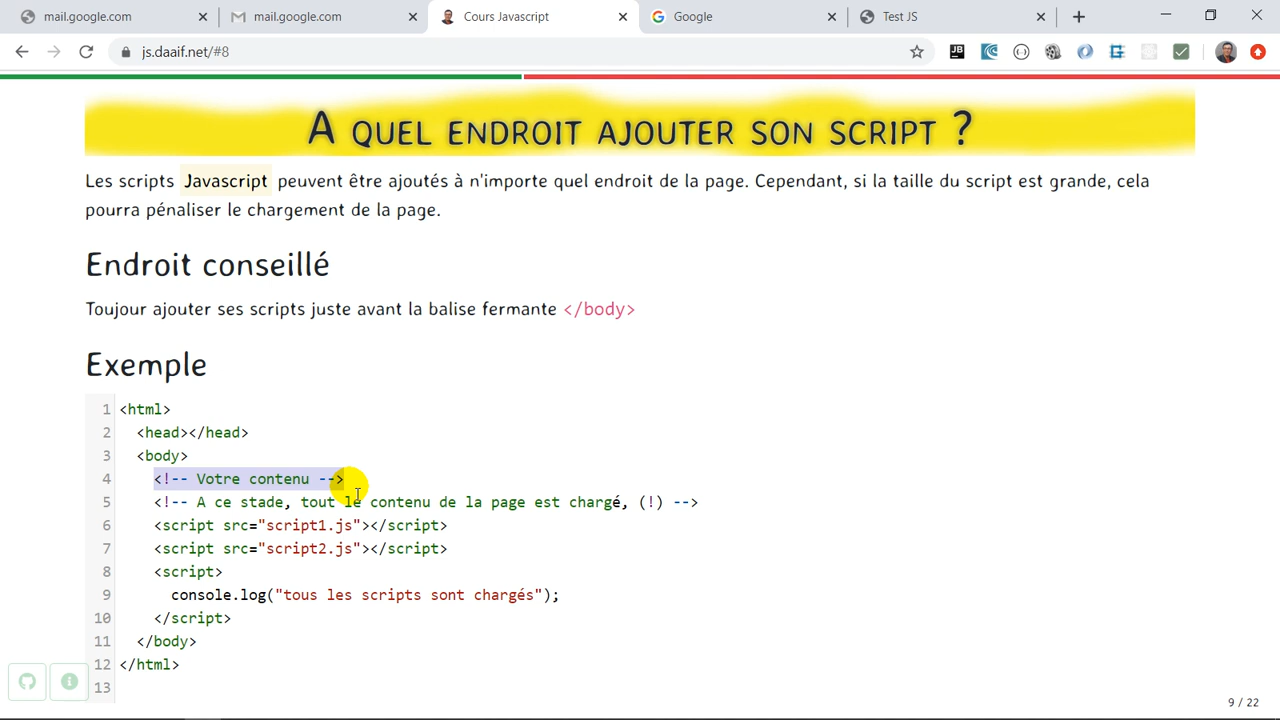 mail.google.com
mail.google.com
Cours Javascript
Google
Test JS
js.daaif.net/#8
JB
A QUEL ENDROIT AJOUTER SON SCRIPT ?
Les scripts Javascript peuvent être ajoutés à n'importe quel endroit de la page. Cependant, si la taille du script est grande, cela
pourra pénaliser le chargement de la page.
Endroit conseillé
Toujour ajouter ses scripts juste avant la balise fermante </body>
Exemple
1 <html>
2 <head></head>
3 <body>
4 <!-- Votre contenu -->
5 <!-- A ce stade, tout le contenu de la page est chargé, (!) -->
6 <script src="script1.js"></script>
7 <script src="script2.js"></script>
8 <script>
9 console.log("tous les scripts sont chargés");
10 </script>
11 </body>
12 </html>
13
9 / 22